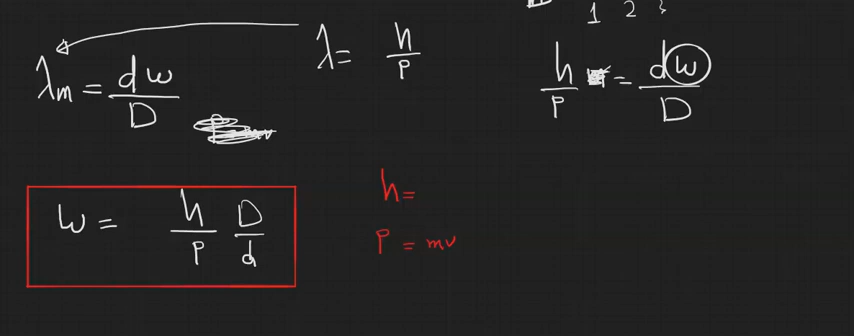 1 2 3
λm = dw/D
λ = h/p
h/p = dw/D
w = h/p D/d
h =
p = mv